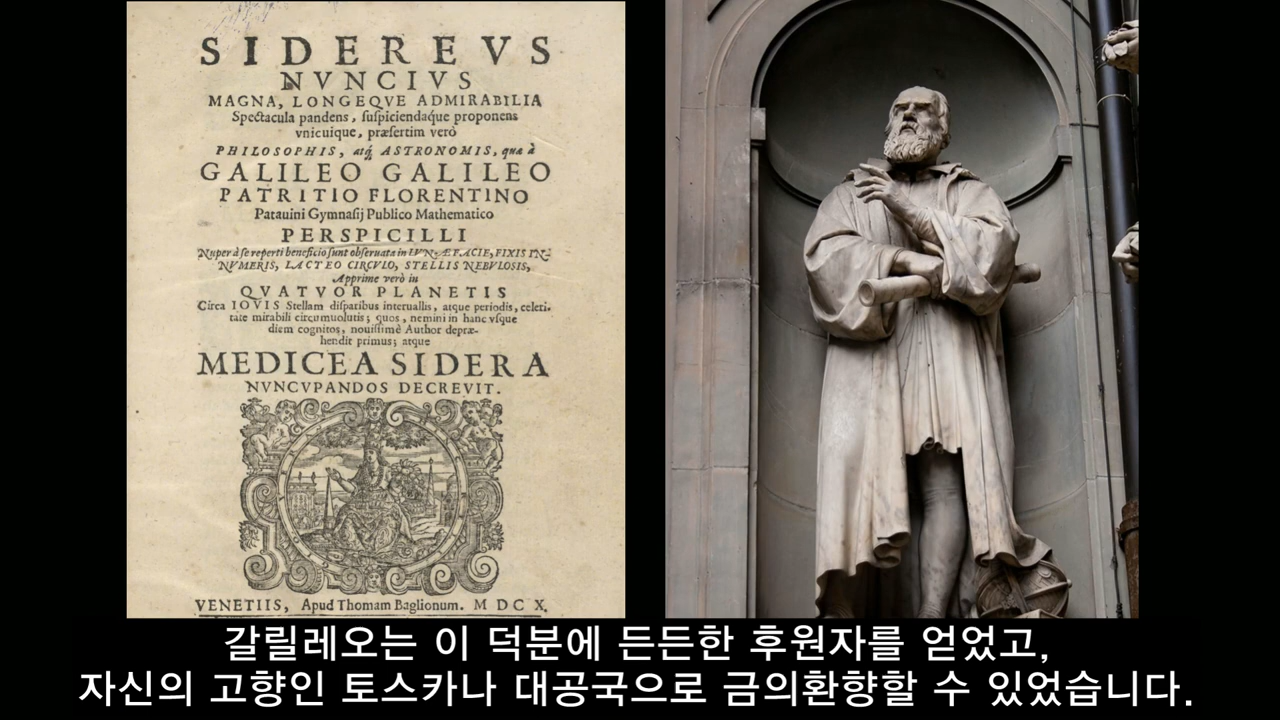 SIDEREVS
NVNCIVS
MAGNA, LONGEQVE ADMIRABILIA
Spectacula pandens, ſuſpiciendaq́ue proponens
vnicuique, præſertim verò
PHILOSOPHIS, atq́; ASTRONOMIS, quæ à
GALILEO GALILEO
PATRITIO FLORENTINO
Patauini Gymnaſij Publico Mathematico
PERSPICILLI
Nuper à ſe reperti beneficio ſunt obſeruata in LVNÆ FACIE, FIXIS IN-
NVMERIS, LACTEO CIRCVLO, STELLIS NEBVLOSIS,
Apprime verò in
QVATVOR PLANETIS
Circa IOVIS Stellam diſparibus interuallis, atque periodis, celeri-
tate mirabili circumuolutis; quos, nemini in hanc vſque
diem cognitos, nouiſſimè Author depræ-
hendit primus; atque
MEDICEA SIDERA
NVNCVPANDOS DECREVIT.
VENETIIS, Apud Thomam Baglionum. M DC X.
갈릴레오는 이 덕분에 든든한 후원자를 얻었고,
자신의 고향인 토스카나 대공국으로 금의환향할 수 있었습니다.